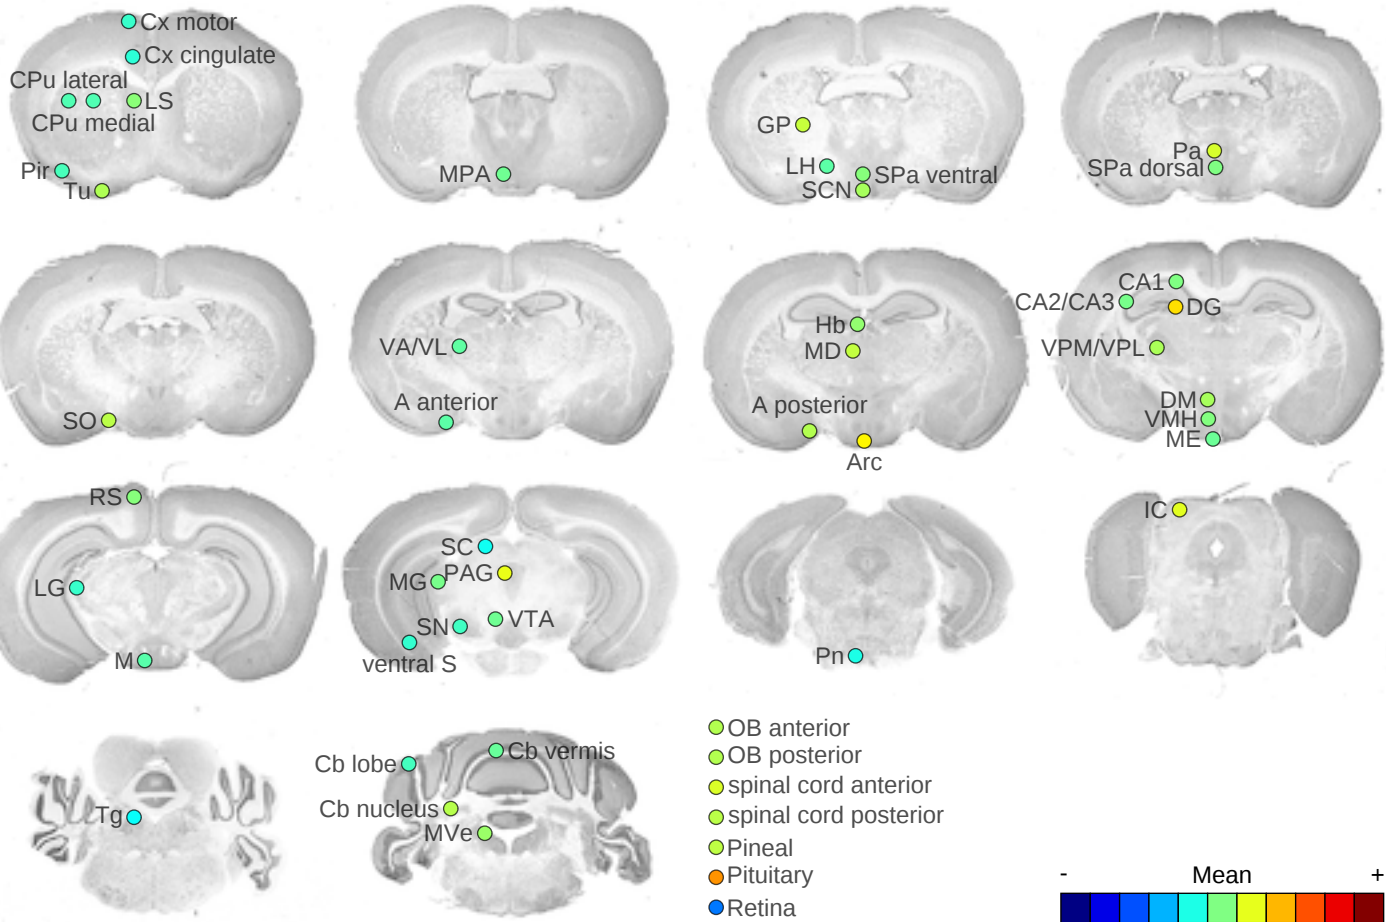 Cx motor
Cx cingulate
CPu lateral
LS
CPu medial
Pir
Tu
MPA
GP
LH
SPa ventral
SCN
Pa
SPa dorsal
SO
VA/VL
A anterior
Hb
MD
A posterior
Arc
CA1
CA2/CA3
DG
VPM/VPL
DM
VMH
ME
RS
LG
M
SC
PAG
MG
SN
VTA
ventral S
Pn
IC
Tg
Cb lobe
Cb vermis
Cb nucleus
MVe
OB anterior
OB posterior
spinal cord anterior
spinal cord posterior
Pineal
Pituitary
Retina
- Mean +